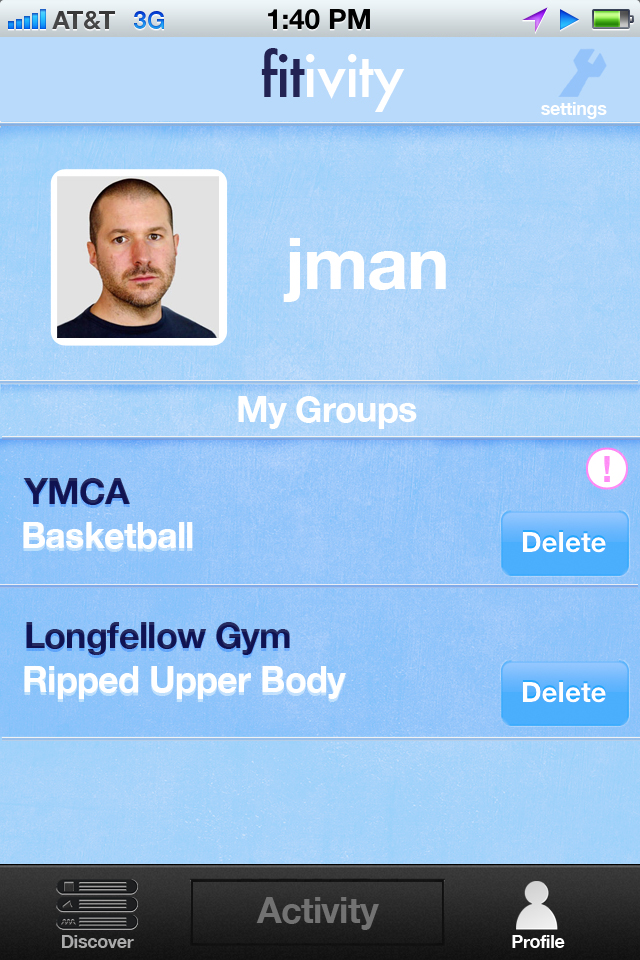 AT&T 3G 1:40 PM
fitivity
settings
jman
My Groups
!
YMCA
Basketball
Delete
Longfellow Gym
Ripped Upper Body
Delete
Discover
Activity
Profile